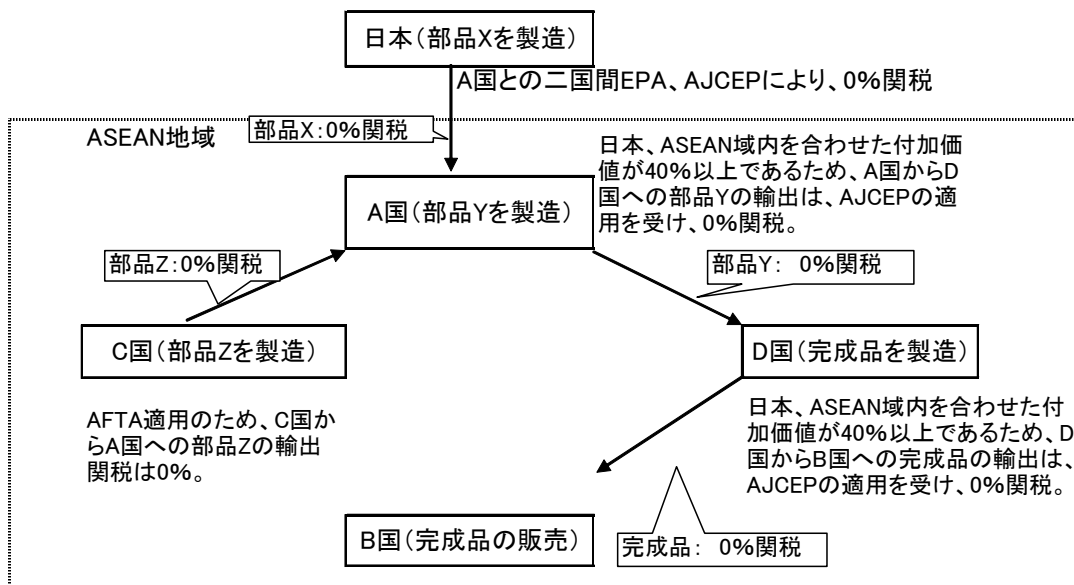 日本(部品Xを製造)
A国との二国間EPA、AJCEPにより、0%関税
ASEAN地域
部品X:0%関税
日本、ASEAN域内を合わせた付加価
値が40%以上であるため、A国からD
国への部品Yの輸出は、AJCEPの適
用を受け、0%関税。
A国(部品Yを製造)
部品Z:0%関税
部品Y: 0%関税
C国(部品Zを製造)
D国(完成品を製造)
AFTA適用のため、C国か
らA国への部品Zの輸出
関税は0%。
日本、ASEAN域内を合わせた付
加価値が40%以上であるため、D
国からB国への完成品の輸出は、
AJCEPの適用を受け、0%関税。
B国(完成品の販売)
完成品: 0%関税